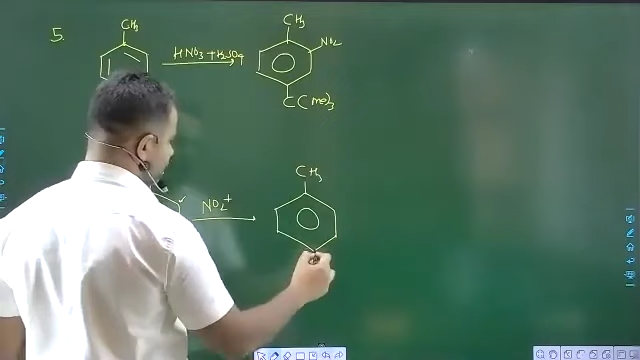 5.
CH3
HNO3 + H2SO4
CH3
NO2
C(me)3
NO2+
CH3